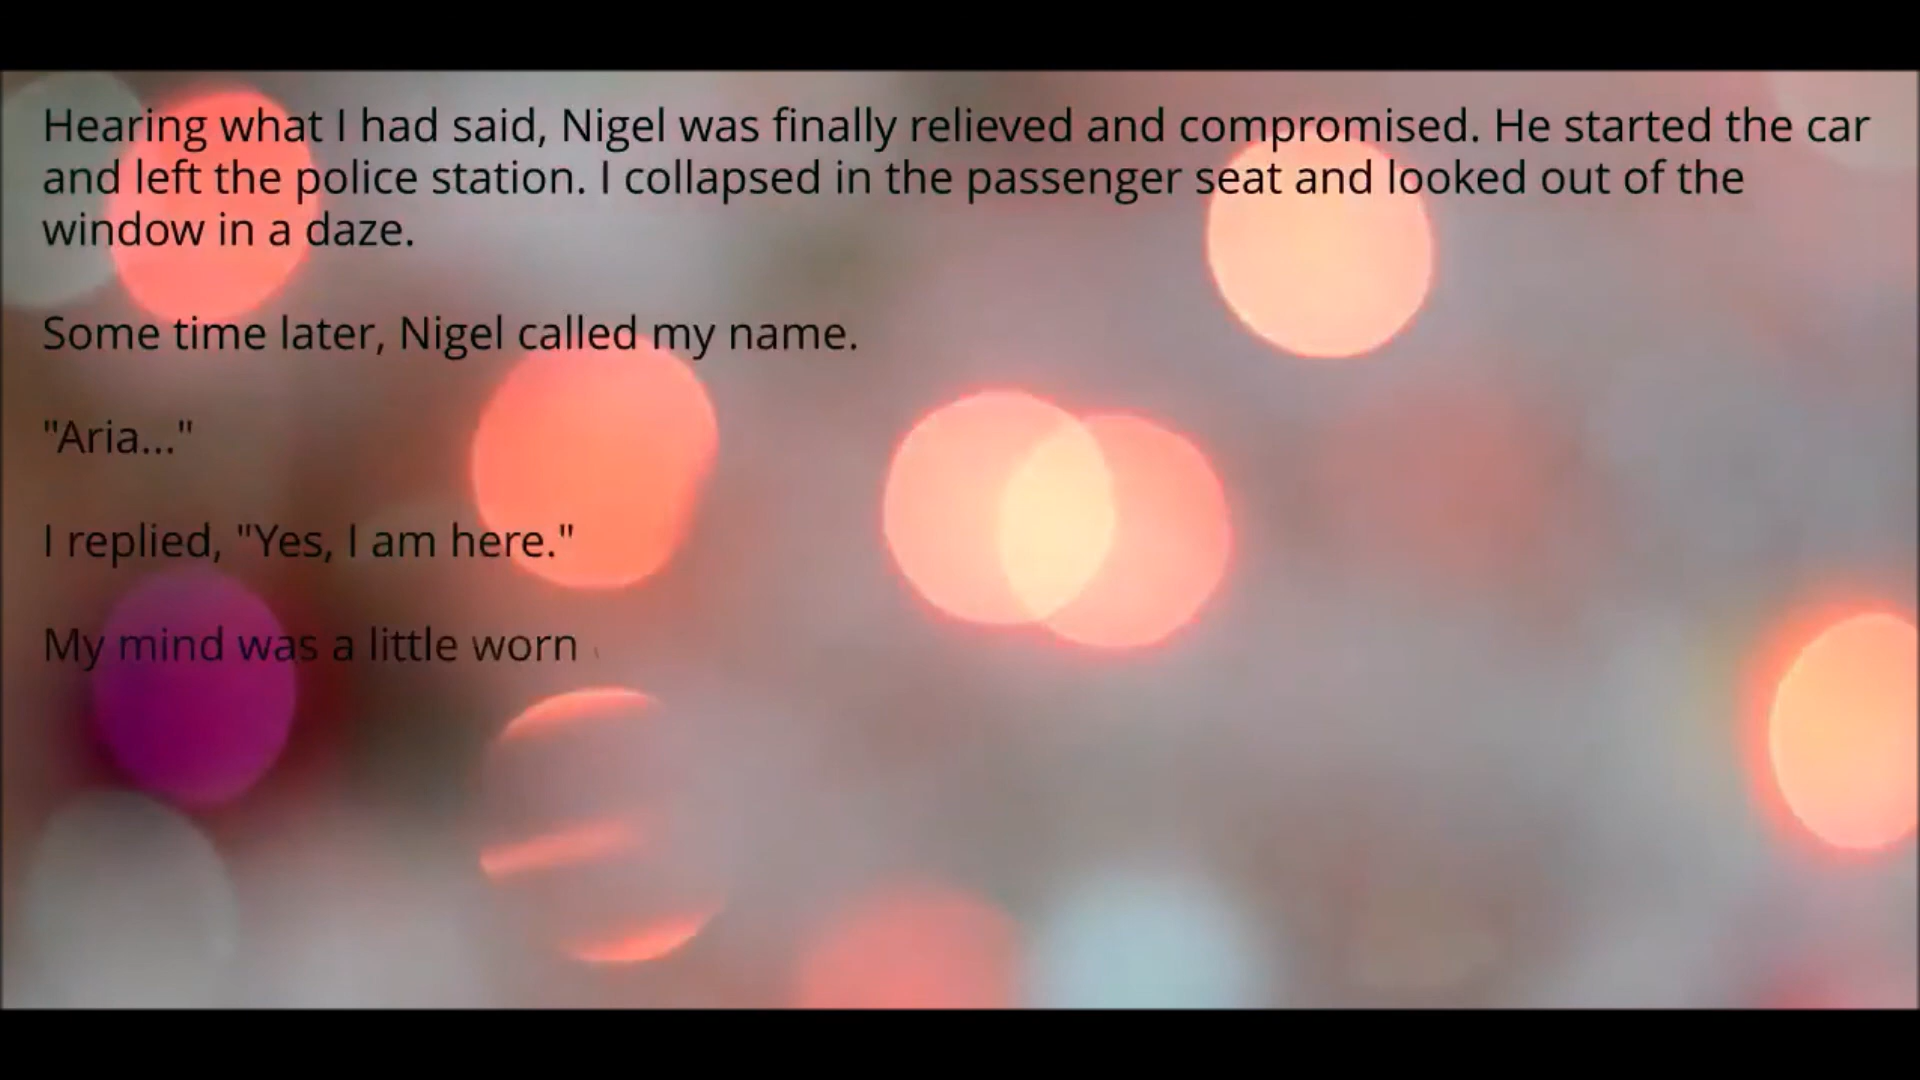 Hearing what I had said, Nigel was finally relieved and compromised. He started the car
and left the police station. I collapsed in the passenger seat and looked out of the
window in a daze.
Some time later, Nigel called my name.
"Aria..."
I replied, "Yes, I am here."
My mind was a little worn